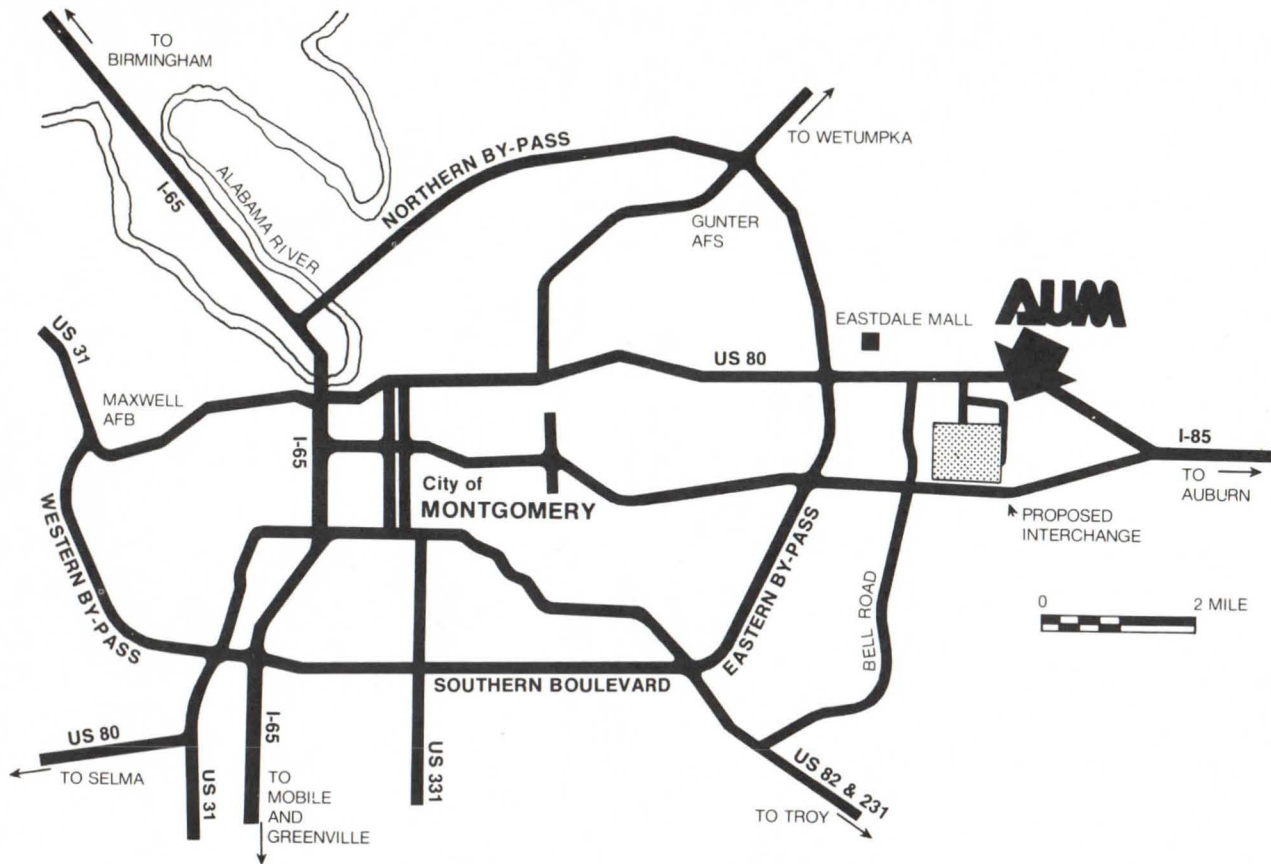 TO
BIRMINGHAM
I-65
ALABAMA RIVER
NORTHERN BY-PASS
TO WETUMPKA
GUNTER
AFS
AUM
EASTDALE MALL
US 80
US 31
MAXWELL
AFB
I-65
City of
MONTGOMERY
I-85
TO
AUBURN
PROPOSED
INTERCHANGE
WESTERN BY-PASS
EASTERN BY-PASS
BELL ROAD
0 2 MILE
SOUTHERN BOULEVARD
US 80
TO SELMA
US 31
I-65
TO
MOBILE
AND
GREENVILLE
US 331
US 82 & 231
TO TROY